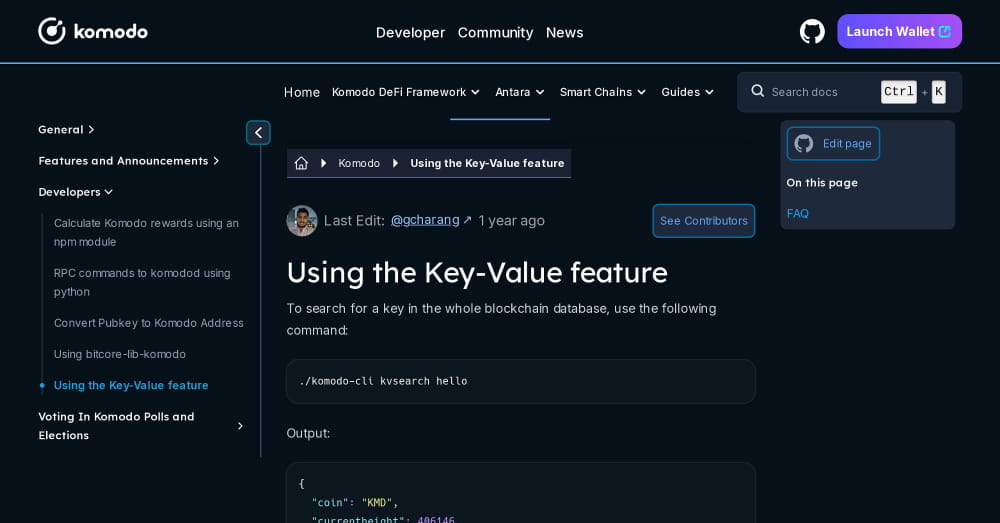 komodo
Developer Community News
Launch Wallet
Home Komodo DeFi Framework Antara Smart Chains Guides
Search docs Ctrl + K
General
Features and Announcements
Developers
Calculate Komodo rewards using an
npm module
RPC commands to komodod using
python
Convert Pubkey to Komodo Address
Using bitcore-lib-komodo
Using the Key-Value feature
Voting In Komodo Polls and
Elections
Komodo Using the Key-Value feature
Last Edit: @gcharang ↗ 1 year ago
See Contributors
Using the Key-Value feature
To search for a key in the whole blockchain database, use the following
command:
./komodo-cli kvsearch hello
Output:
{
"coin": "KMD",
"currentheight": 406146,
Edit page
On this page
FAQ